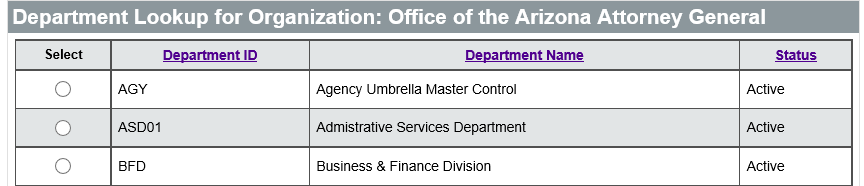 Department Lookup for Organization: Office of the Arizona Attorney General
Select Department ID Department Name Status
AGY Agency Umbrella Master Control Active
ASD01 Admistrative Services Department Active
BFD Business & Finance Division Active